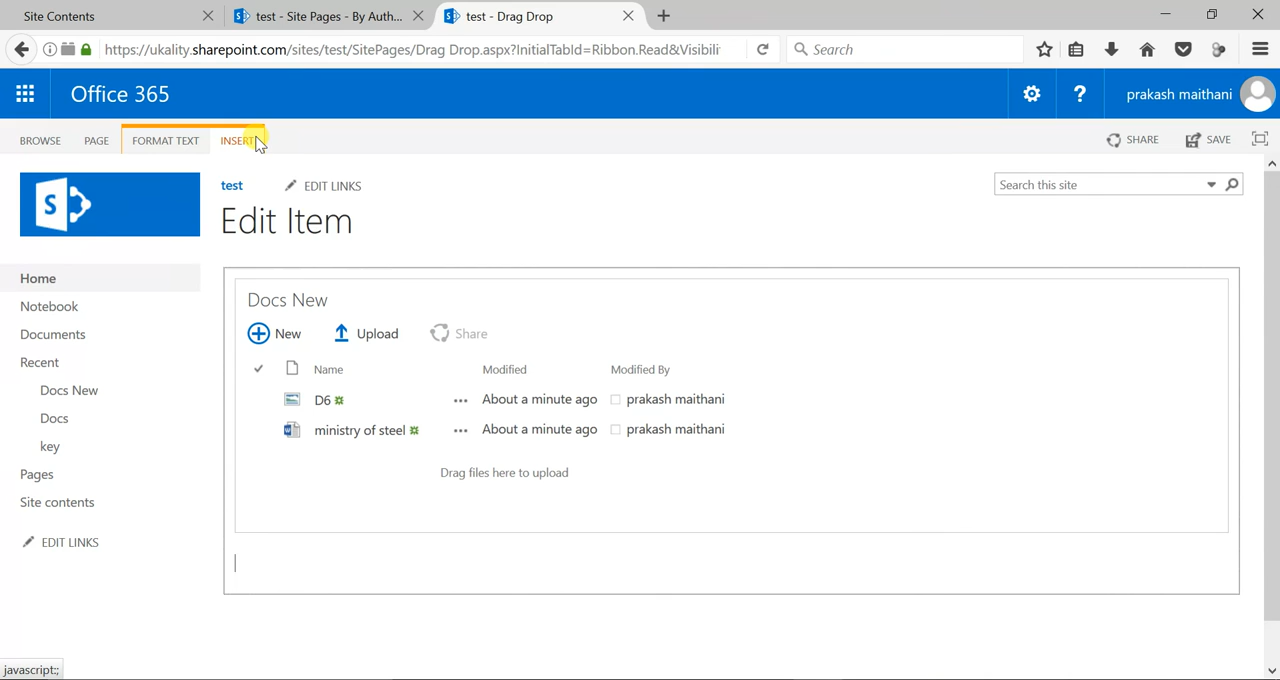 Site Contents
test - Site Pages - By Auth...
test - Drag Drop
https://ukality.sharepoint.com/sites/test/SitePages/Drag Drop.aspx?InitialTabId=Ribbon.Read&Visibili
Search
Office 365
?
prakash maithani
BROWSE
PAGE
FORMAT TEXT
INSERT
SHARE
SAVE
S
test
EDIT LINKS
Search this site
Edit Item
Home
Notebook
Documents
Recent
Docs New
Docs
key
Pages
Site contents
EDIT LINKS
Docs New
New
Upload
Share
Name
Modified
Modified By
D6
About a minute ago
prakash maithani
ministry of steel
About a minute ago
prakash maithani
Drag files here to upload
javascript:;